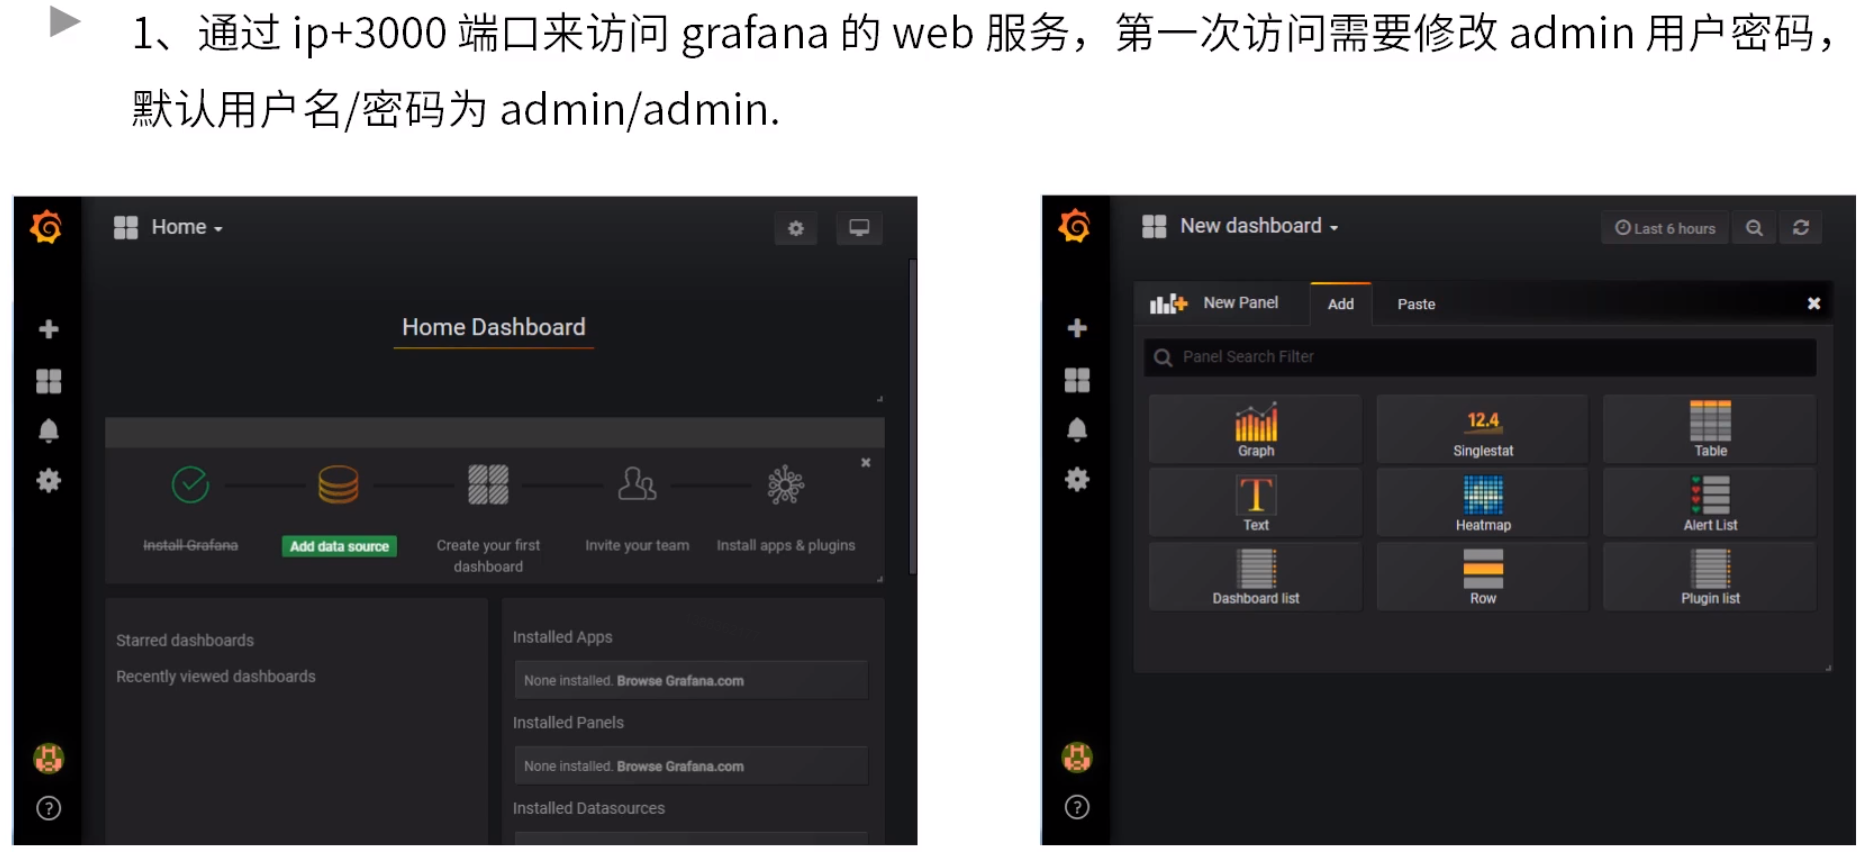 1、通过 ip+3000 端口来访问 grafana 的 web 服务，第一次访问需要修改 admin 用户密码，
默认用户名/密码为 admin/admin.
Home
Home Dashboard
Install Grafana
Add data source
Create your first
dashboard
Invite your team
Install apps & plugins
Starred dashboards
Recently viewed dashboards
Installed Apps
None installed. Browse Grafana.com
Installed Panels
None installed. Browse Grafana.com
Installed Datasources
New dashboard
Last 6 hours
New Panel
Add
Paste
Panel Search Filter
Graph
12.4
Singlestat
Table
T
Text
Heatmap
Alert List
Dashboard list
Row
Plugin list